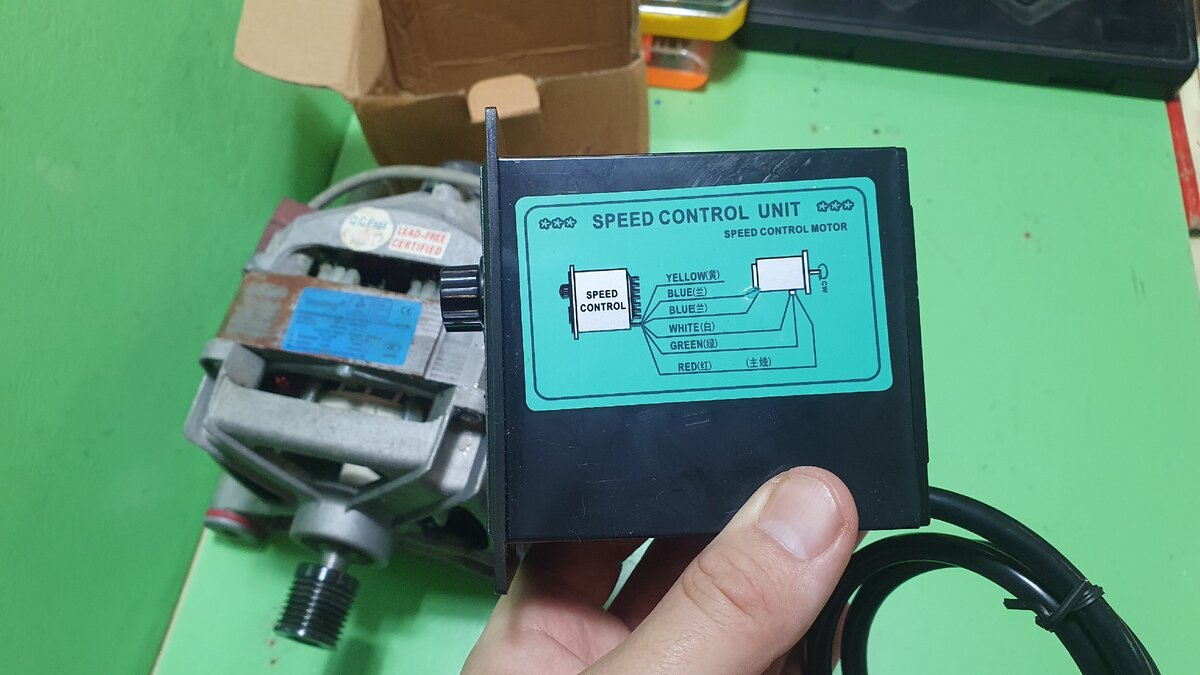 *** SPEED CONTROL UNIT ***
SPEED CONTROL MOTOR
SPEED
CONTROL
YELLOW(黄)
BLUE(兰)
BLUE(兰)
WHITE(白)
GREEN(绿)
RED(红) (主线)
CW
LEAD-FREE
CERTIFIED